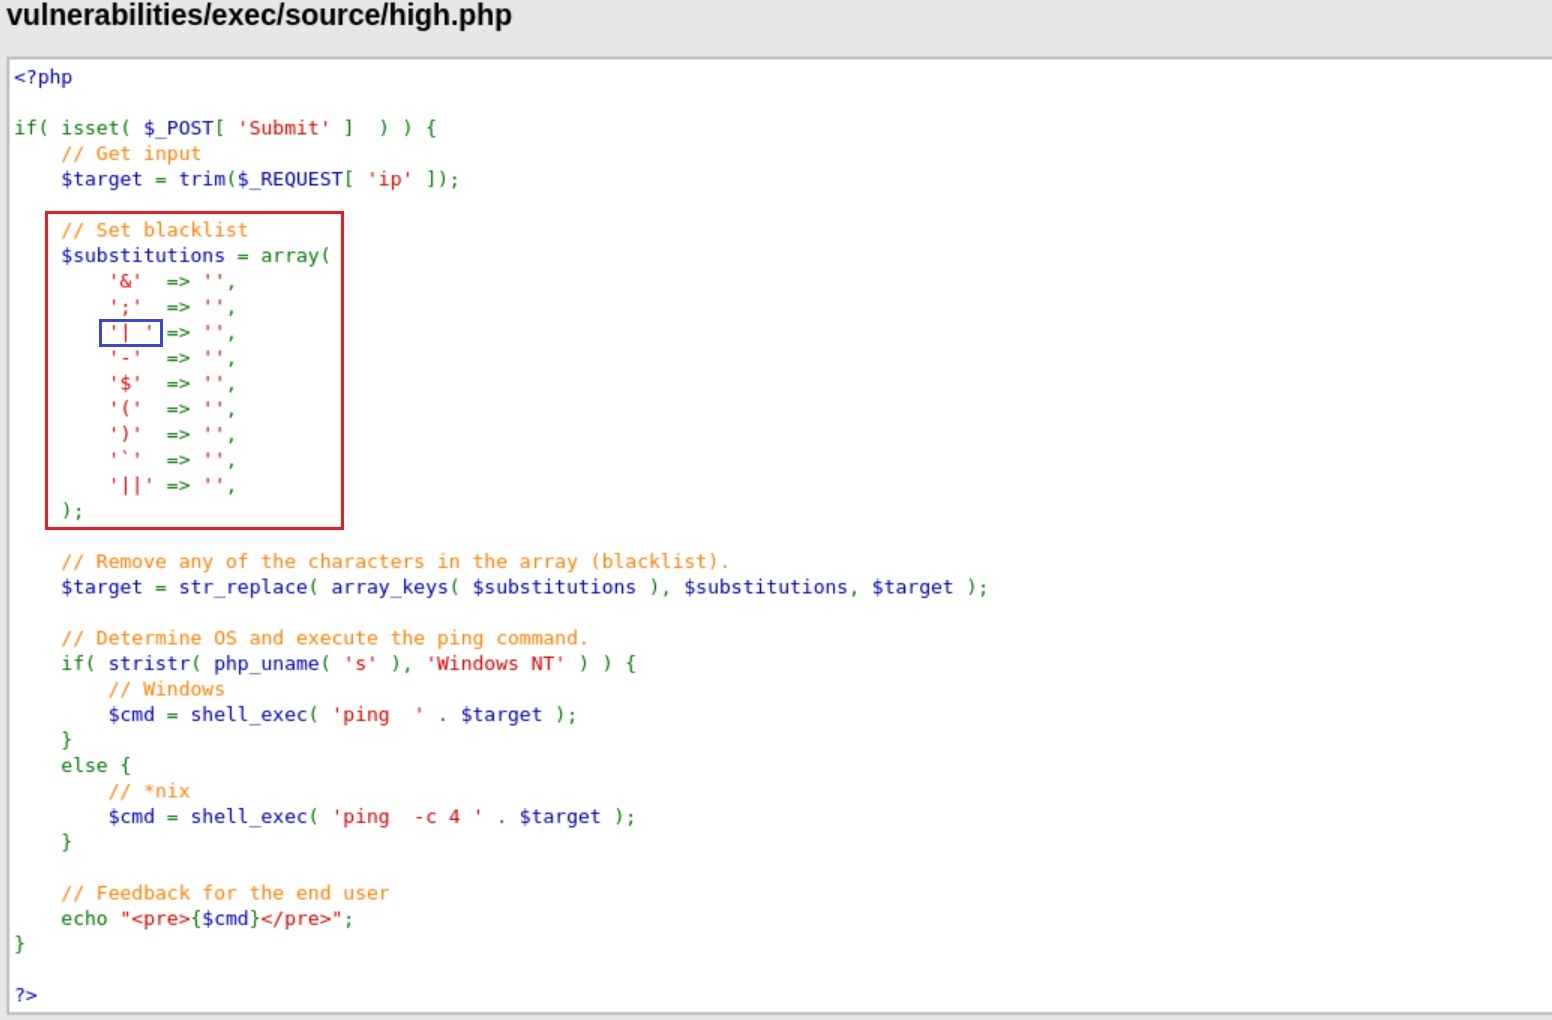 vulnerabilities/exec/source/high.php
<?php
if( isset( $_POST[ 'Submit' ]  ) ) {
    // Get input
    $target = trim($_REQUEST[ 'ip' ]);
    // Set blacklist
    $substitutions = array(
        '&'  => '',
        ';'  => '',
        '| ' => '',
        '-'  => '',
        '$'  => '',
        '('  => '',
        ')'  => '',
        '`'  => '',
        '||' => '',
    );
    // Remove any of the characters in the array (blacklist).
    $target = str_replace( array_keys( $substitutions ), $substitutions, $target );
    // Determine OS and execute the ping command.
    if( stristr( php_uname( 's' ), 'Windows NT' ) ) {
        // Windows
        $cmd = shell_exec( 'ping  ' . $target );
    }
    else {
        // *nix
        $cmd = shell_exec( 'ping  -c 4 ' . $target );
    }
    // Feedback for the end user
    echo "<pre>{$cmd}</pre>";
}
?>